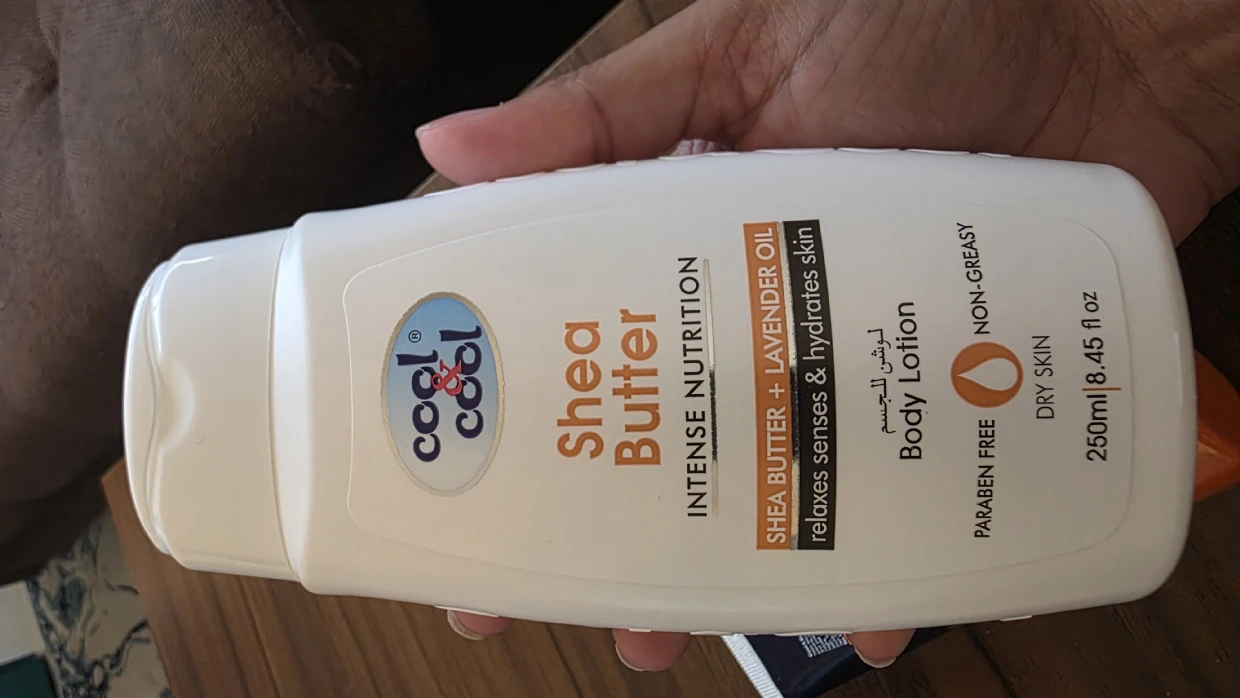 cool
&
cool®
Shea
Butter
INTENSE NUTRITION
SHEA BUTTER + LAVENDER OIL
relaxes senses & hydrates skin
لوشن للجسم
Body Lotion
PARABEN FREE NON-GREASY
DRY SKIN
250ml|8.45 fl oz